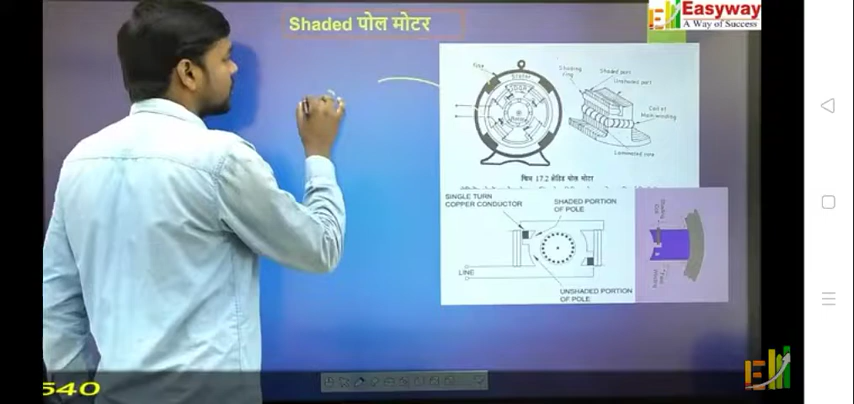 Shaded पोल मोटर
Easyway
A Way of Success
Stator
Shading
ring
Shaded part
Unshaded part
Coil of
Main winding
Laminated core
चित्र 17.2 शेडिड पोल मोटर
SINGLE TURN
COPPER CONDUCTOR
SHADED PORTION
OF POLE
LINE
UNSHADED PORTION
OF POLE
540